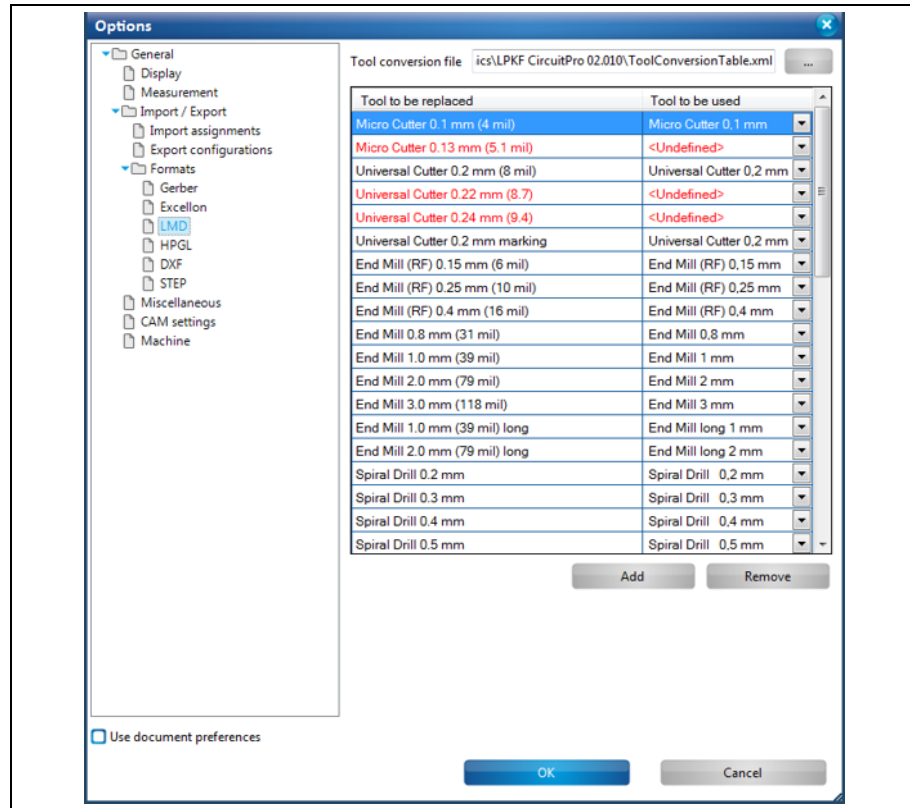 Options
General
Display
Measurement
Import / Export
Import assignments
Export configurations
Formats
Gerber
Excellon
LMD
HPGL
DXF
STEP
Miscellaneous
CAM settings
Machine
Tool conversion file ics\LPKF CircuitPro 02.010\ToolConversionTable.xml ...
Tool to be replaced Tool to be used
Micro Cutter 0.1 mm (4 mil) Micro Cutter 0,1 mm
Micro Cutter 0.13 mm (5.1 mil) <Undefined>
Universal Cutter 0.2 mm (8 mil) Universal Cutter 0,2 mm
Universal Cutter 0.22 mm (8.7) <Undefined>
Universal Cutter 0.24 mm (9.4) <Undefined>
Universal Cutter 0.2 mm marking Universal Cutter 0,2 mm
End Mill (RF) 0.15 mm (6 mil) End Mill (RF) 0,15 mm
End Mill (RF) 0.25 mm (10 mil) End Mill (RF) 0,25 mm
End Mill (RF) 0.4 mm (16 mil) End Mill (RF) 0,4 mm
End Mill 0.8 mm (31 mil) End Mill 0,8 mm
End Mill 1.0 mm (39 mil) End Mill 1 mm
End Mill 2.0 mm (79 mil) End Mill 2 mm
End Mill 3.0 mm (118 mil) End Mill 3 mm
End Mill 1.0 mm (39 mil) long End Mill long 1 mm
End Mill 2.0 mm (79 mil) long End Mill long 2 mm
Spiral Drill 0.2 mm Spiral Drill 0,2 mm
Spiral Drill 0.3 mm Spiral Drill 0,3 mm
Spiral Drill 0.4 mm Spiral Drill 0,4 mm
Spiral Drill 0.5 mm Spiral Drill 0,5 mm
Add Remove
Use document preferences
OK Cancel